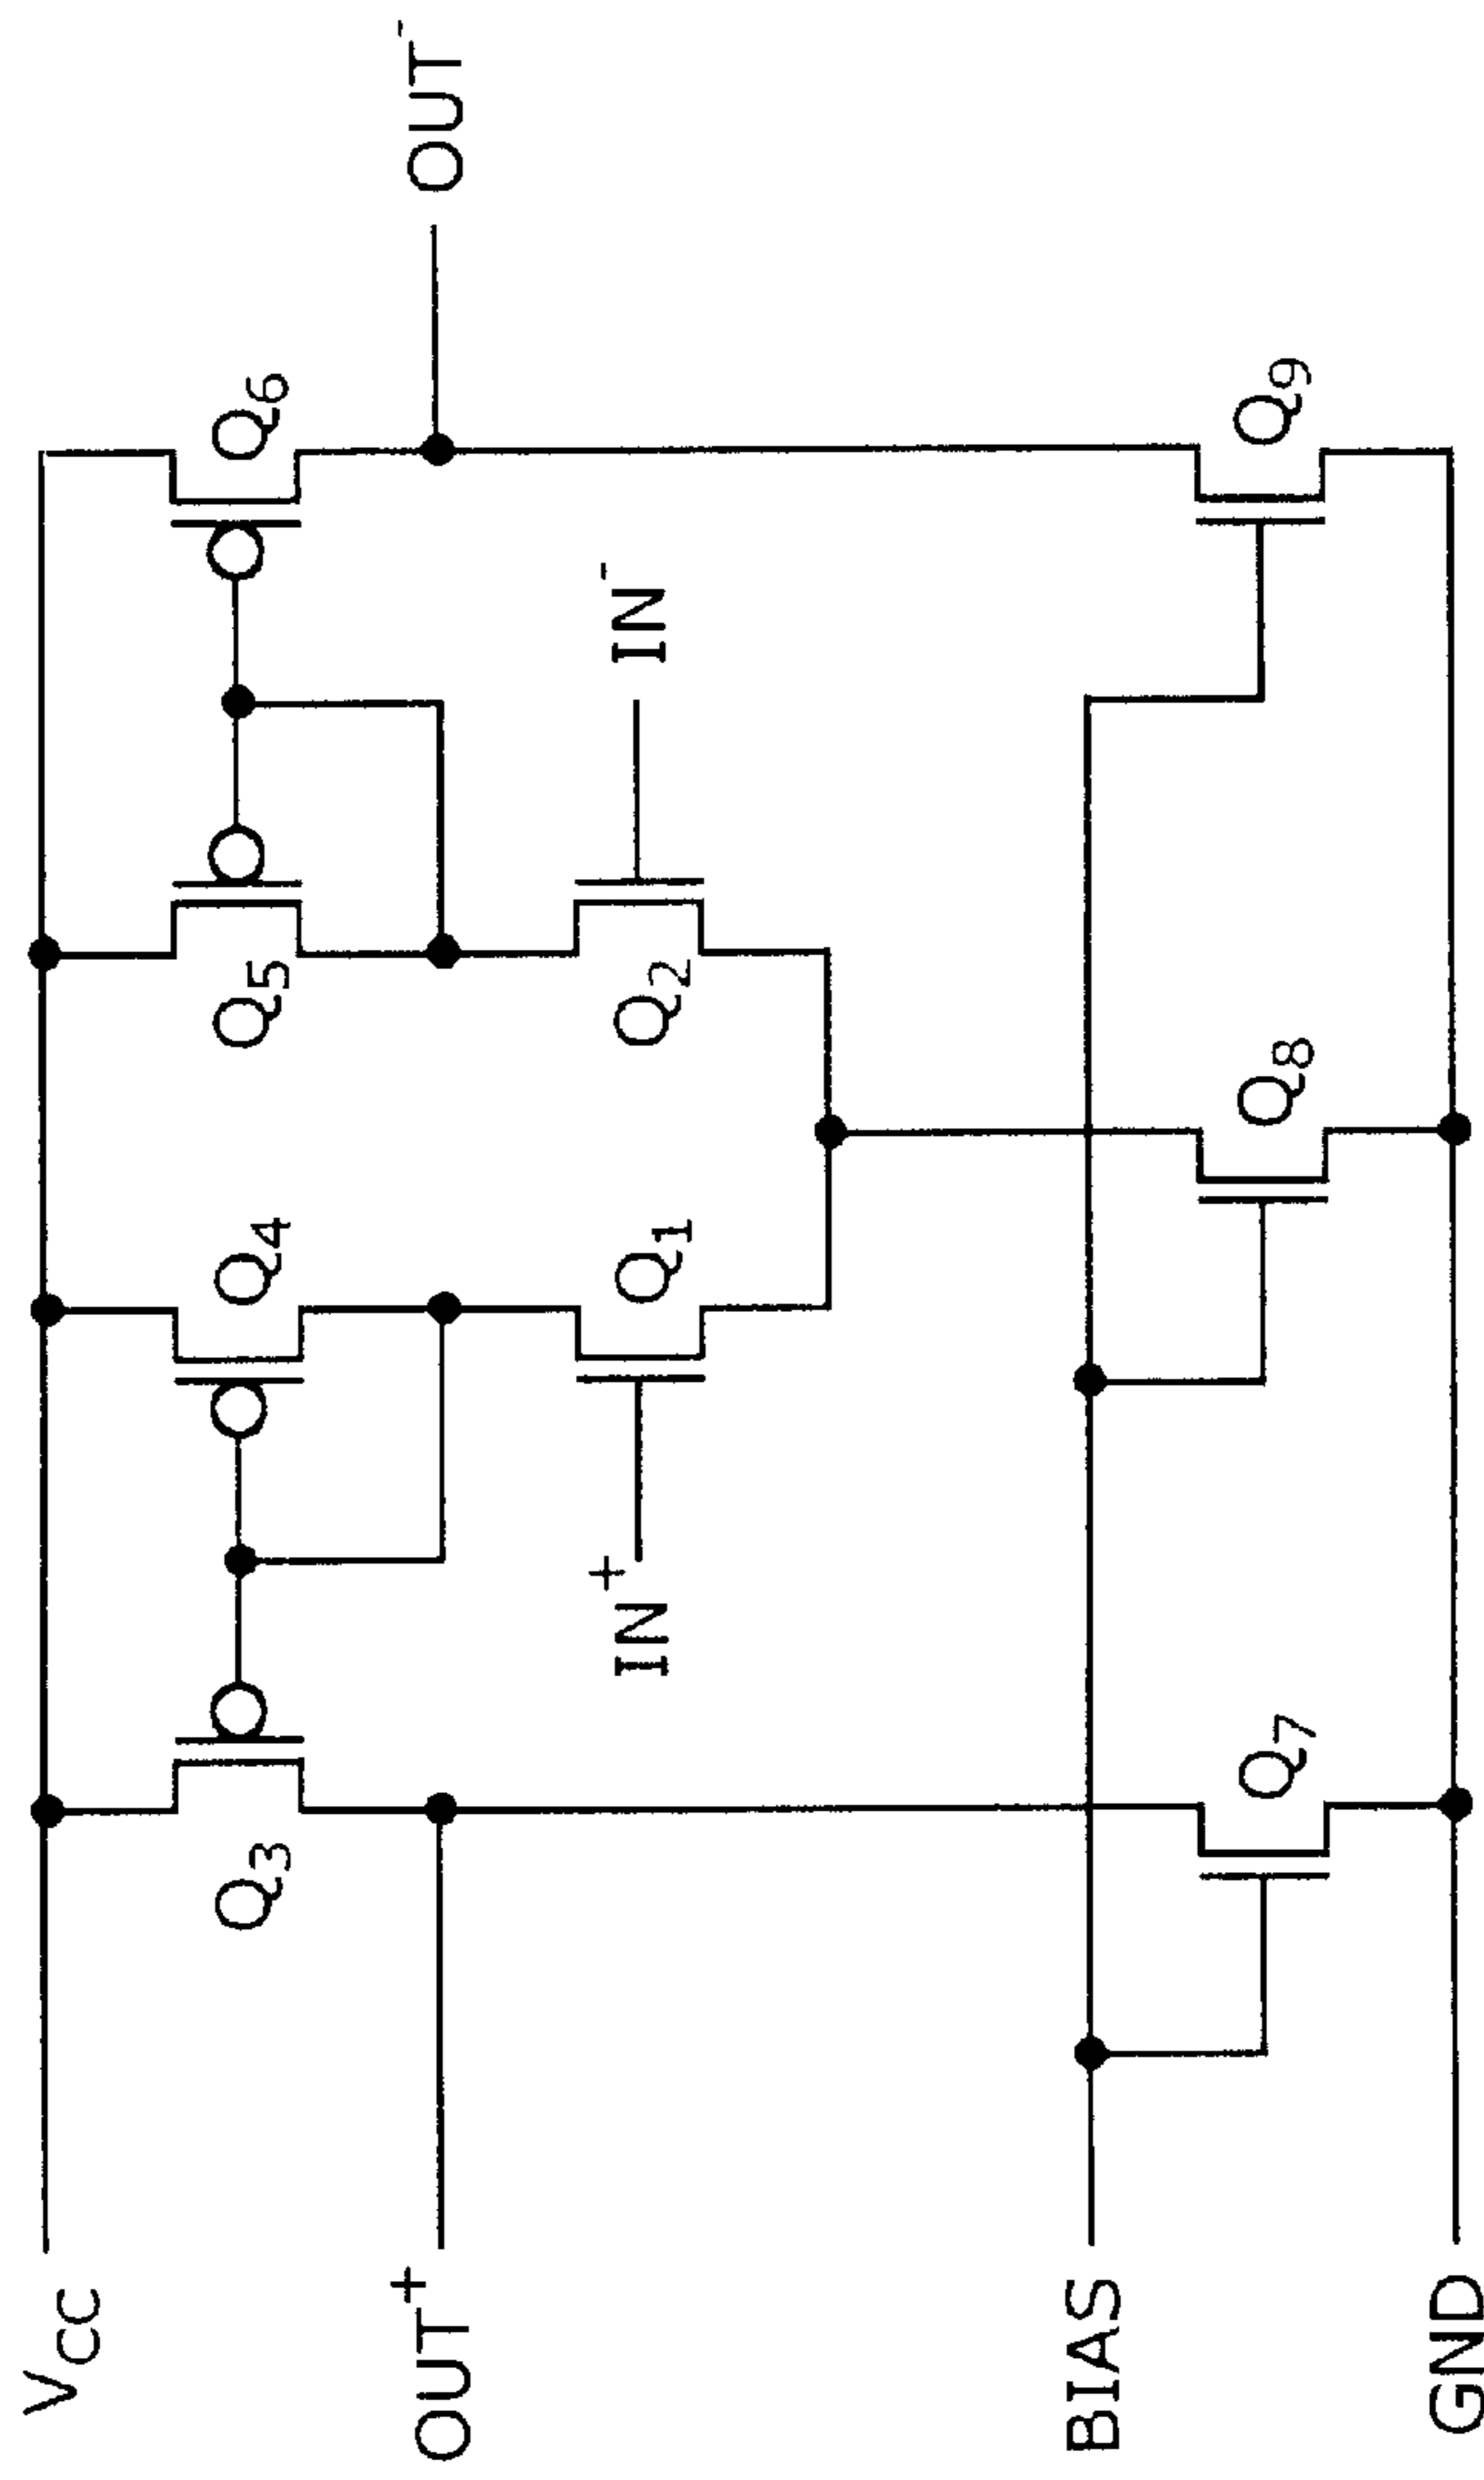 V_CC
Q_3
Q_4
Q_5
Q_6
OUT^+
OUT^-
IN^+
Q_1
Q_2
IN^-
BIAS
Q_7
Q_8
Q_9
GND